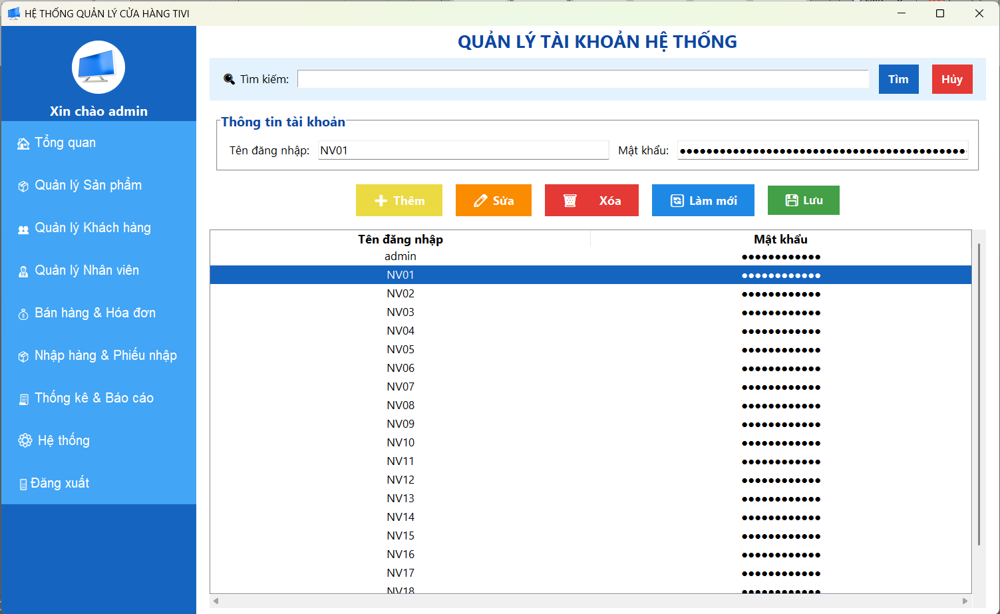 HỆ THỐNG QUẢN LÝ CỬA HÀNG TIVI
Xin chào admin
Tổng quan
Quản lý Sản phẩm
Quản lý Khách hàng
Quản lý Nhân viên
Bán hàng & Hóa đơn
Nhập hàng & Phiếu nhập
Thống kê & Báo cáo
Hệ thống
Đăng xuất
QUẢN LÝ TÀI KHOẢN HỆ THỐNG
Tìm kiếm: Tìm Hủy
Thông tin tài khoản
Tên đăng nhập: NV01 Mật khẩu: ●●●●●●●●●●●●●●●●●●●●●●●●●●●●●●●●●●●●●●●●●●●
Thêm Sửa Xóa Làm mới Lưu
Tên đăng nhập Mật khẩu
admin ●●●●●●●●●●●●
NV01 ●●●●●●●●●●●●
NV02 ●●●●●●●●●●●●
NV03 ●●●●●●●●●●●●
NV04 ●●●●●●●●●●●●
NV05 ●●●●●●●●●●●●
NV06 ●●●●●●●●●●●●
NV07 ●●●●●●●●●●●●
NV08 ●●●●●●●●●●●●
NV09 ●●●●●●●●●●●●
NV10 ●●●●●●●●●●●●
NV11 ●●●●●●●●●●●●
NV12 ●●●●●●●●●●●●
NV13 ●●●●●●●●●●●●
NV14 ●●●●●●●●●●●●
NV15 ●●●●●●●●●●●●
NV16 ●●●●●●●●●●●●
NV17 ●●●●●●●●●●●●
NV18 ●●●●●●●●●●●●